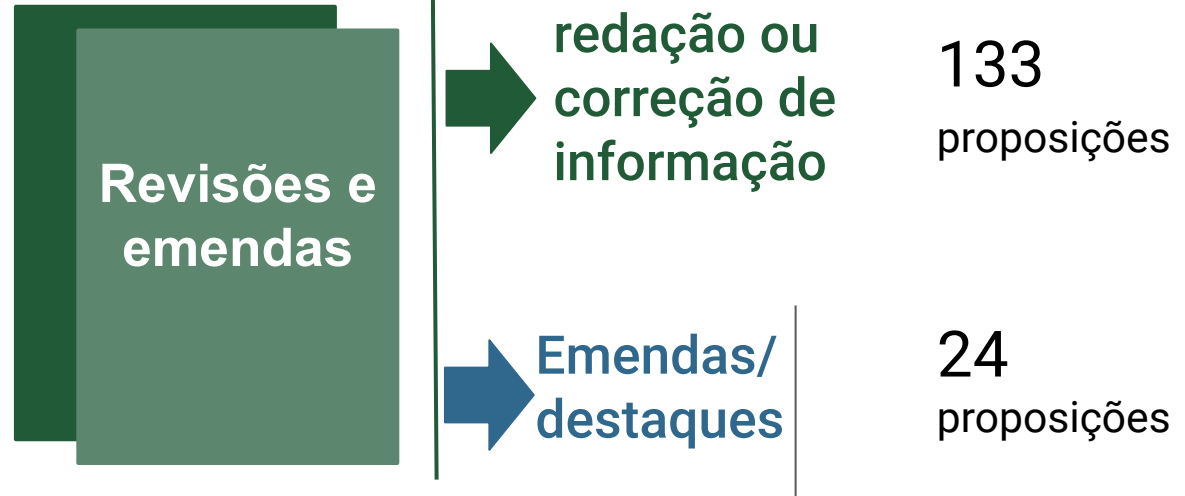 Revisões e
emendas
redação ou
correção de
informação
133
proposições
Emendas/
destaques
24
proposições